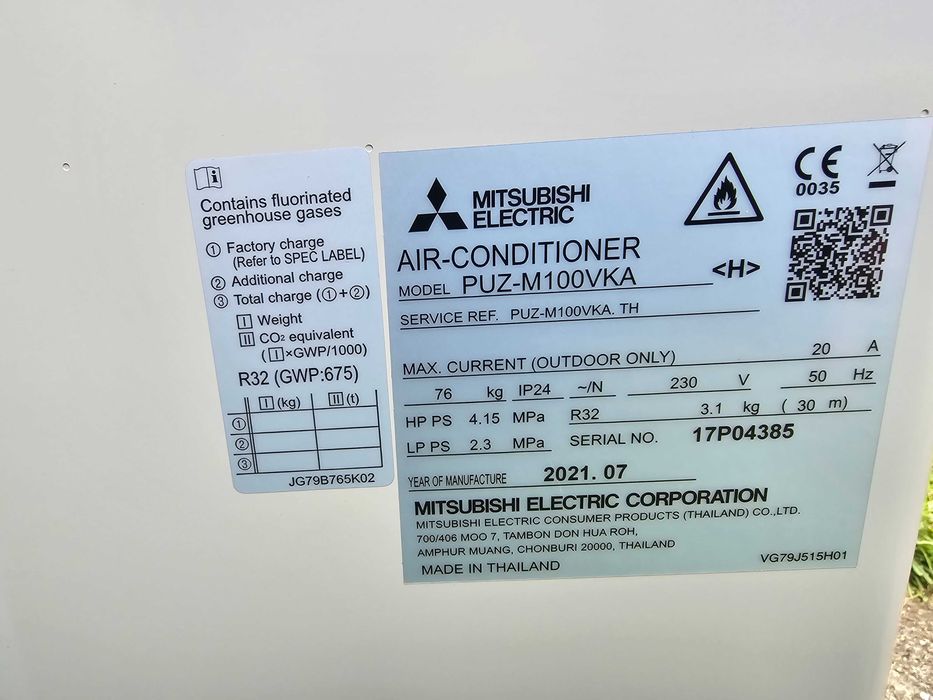 Contains fluorinated
greenhouse gases
① Factory charge
(Refer to SPEC LABEL)
② Additional charge
③ Total charge (①+②)
I Weight
II CO₂ equivalent
(I×GWP/1000)
R32 (GWP:675)
I (kg) II (t)
①
②
③
JG79B765K02
MITSUBISHI
ELECTRIC
CE
0035
AIR-CONDITIONER
<H>
MODEL PUZ-M100VKA
SERVICE REF. PUZ-M100VKA. TH
MAX. CURRENT (OUTDOOR ONLY) 20 A
76 kg IP24 ~/N 230 V 50 Hz
HP PS 4.15 MPa R32 3.1 kg ( 30 m)
LP PS 2.3 MPa SERIAL NO. 17P04385
YEAR OF MANUFACTURE 2021. 07
MITSUBISHI ELECTRIC CORPORATION
MITSUBISHI ELECTRIC CONSUMER PRODUCTS (THAILAND) CO.,LTD.
700/406 MOO 7, TAMBON DON HUA ROH,
AMPHUR MUANG, CHONBURI 20000, THAILAND
MADE IN THAILAND
VG79J515H01